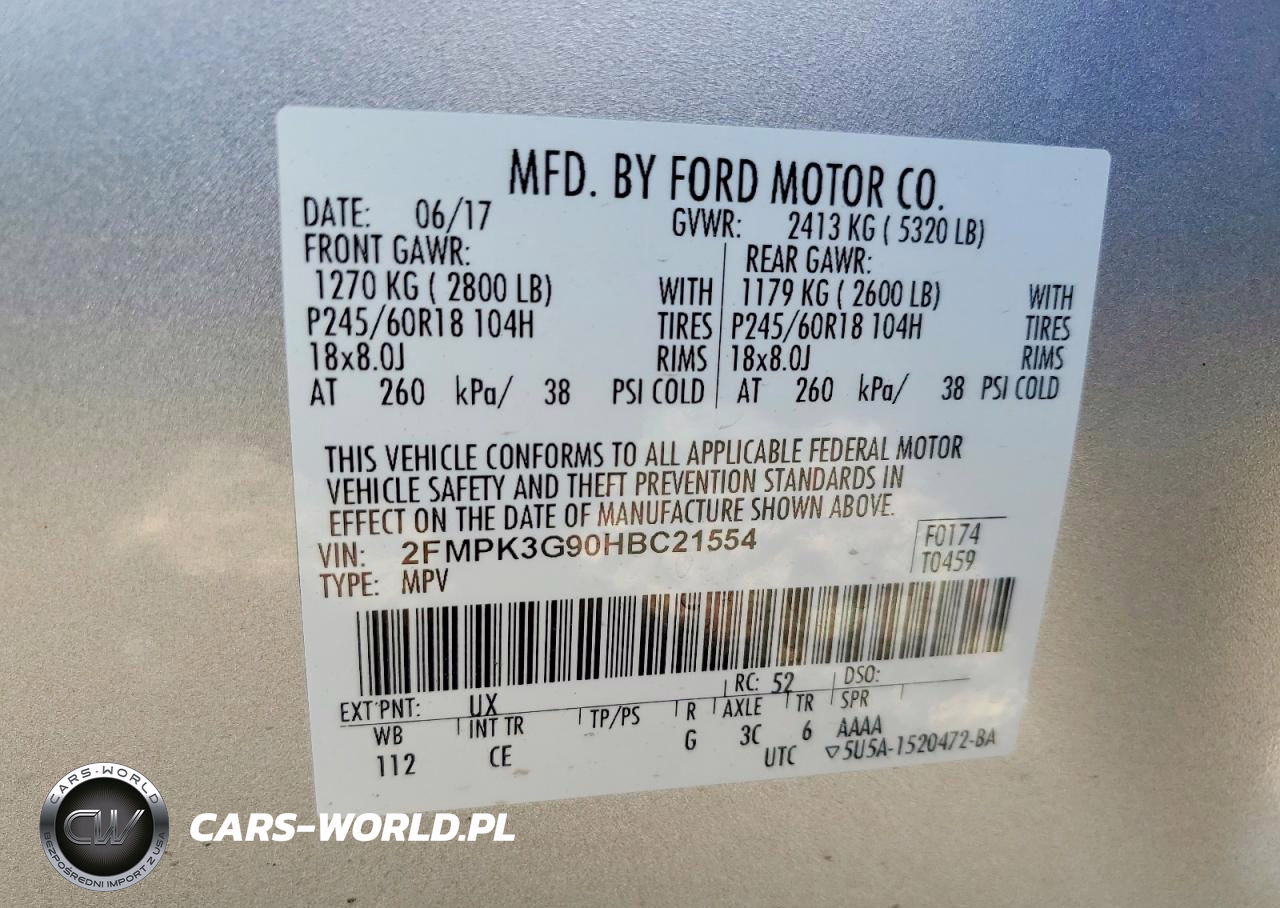 MFD. BY FORD MOTOR CO.
DATE: 06/17 GVWR: 2413 KG ( 5320 LB)
FRONT GAWR: REAR GAWR:
1270 KG ( 2800 LB) WITH 1179 KG ( 2600 LB) WITH
P245/60R18 104H TIRES P245/60R18 104H TIRES
18x8.0J RIMS 18x8.0J RIMS
AT 260 kPa/ 38 PSI COLD AT 260 kPa/ 38 PSI COLD
THIS VEHICLE CONFORMS TO ALL APPLICABLE FEDERAL MOTOR
VEHICLE SAFETY AND THEFT PREVENTION STANDARDS IN
EFFECT ON THE DATE OF MANUFACTURE SHOWN ABOVE.
VIN: 2FMPK3G90HBC21554 F0174
TYPE: MPV T0459
EXT PNT: UX RC: 52 DSO:
WB INT TR TP/PS R AXLE TR SPR
112 CE G 3C 6 AAAA
UTC ▽5U5A-1520472-BA
CARS-WORLD
CW
BEZPOŚREDNI IMPORT Z USA
CARS-WORLD.PL